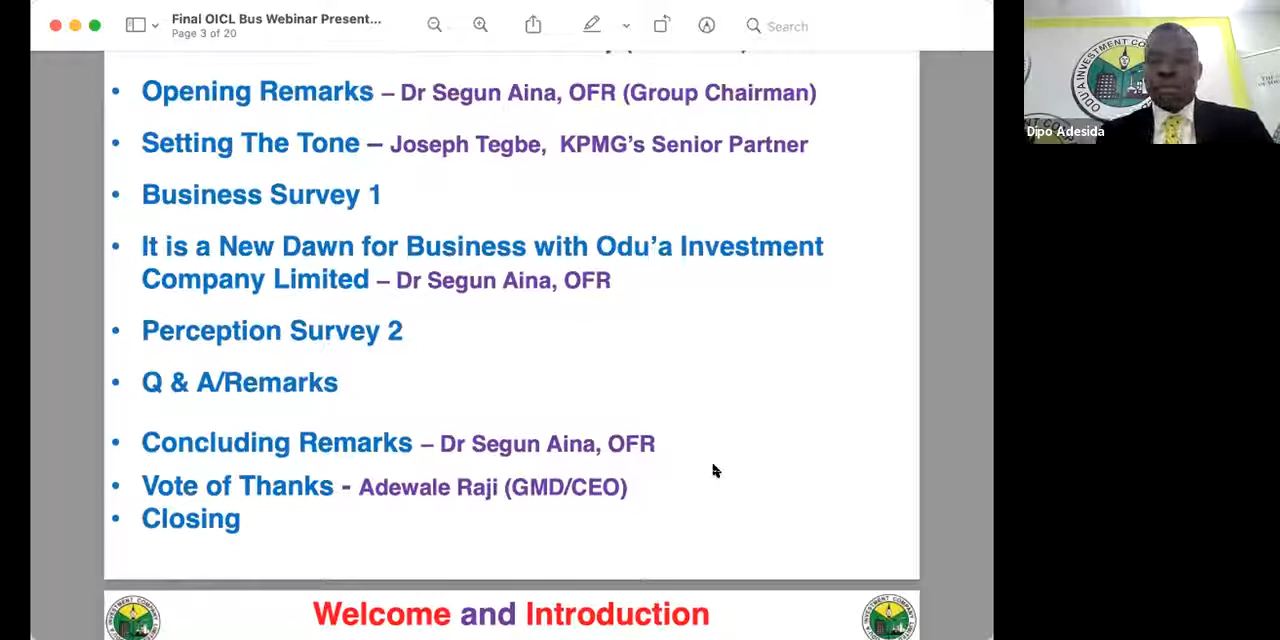 Final OICL Bus Webinar Present...
Page 3 of 20
Search
• Opening Remarks – Dr Segun Aina, OFR (Group Chairman)
• Setting The Tone – Joseph Tegbe, KPMG's Senior Partner
• Business Survey 1
• It is a New Dawn for Business with Odu'a Investment
Company Limited – Dr Segun Aina, OFR
• Perception Survey 2
• Q & A/Remarks
• Concluding Remarks – Dr Segun Aina, OFR
• Vote of Thanks - Adewale Raji (GMD/CEO)
• Closing
Welcome and Introduction
ODU'A INVESTMENT COMPANY
Dipo Adesida